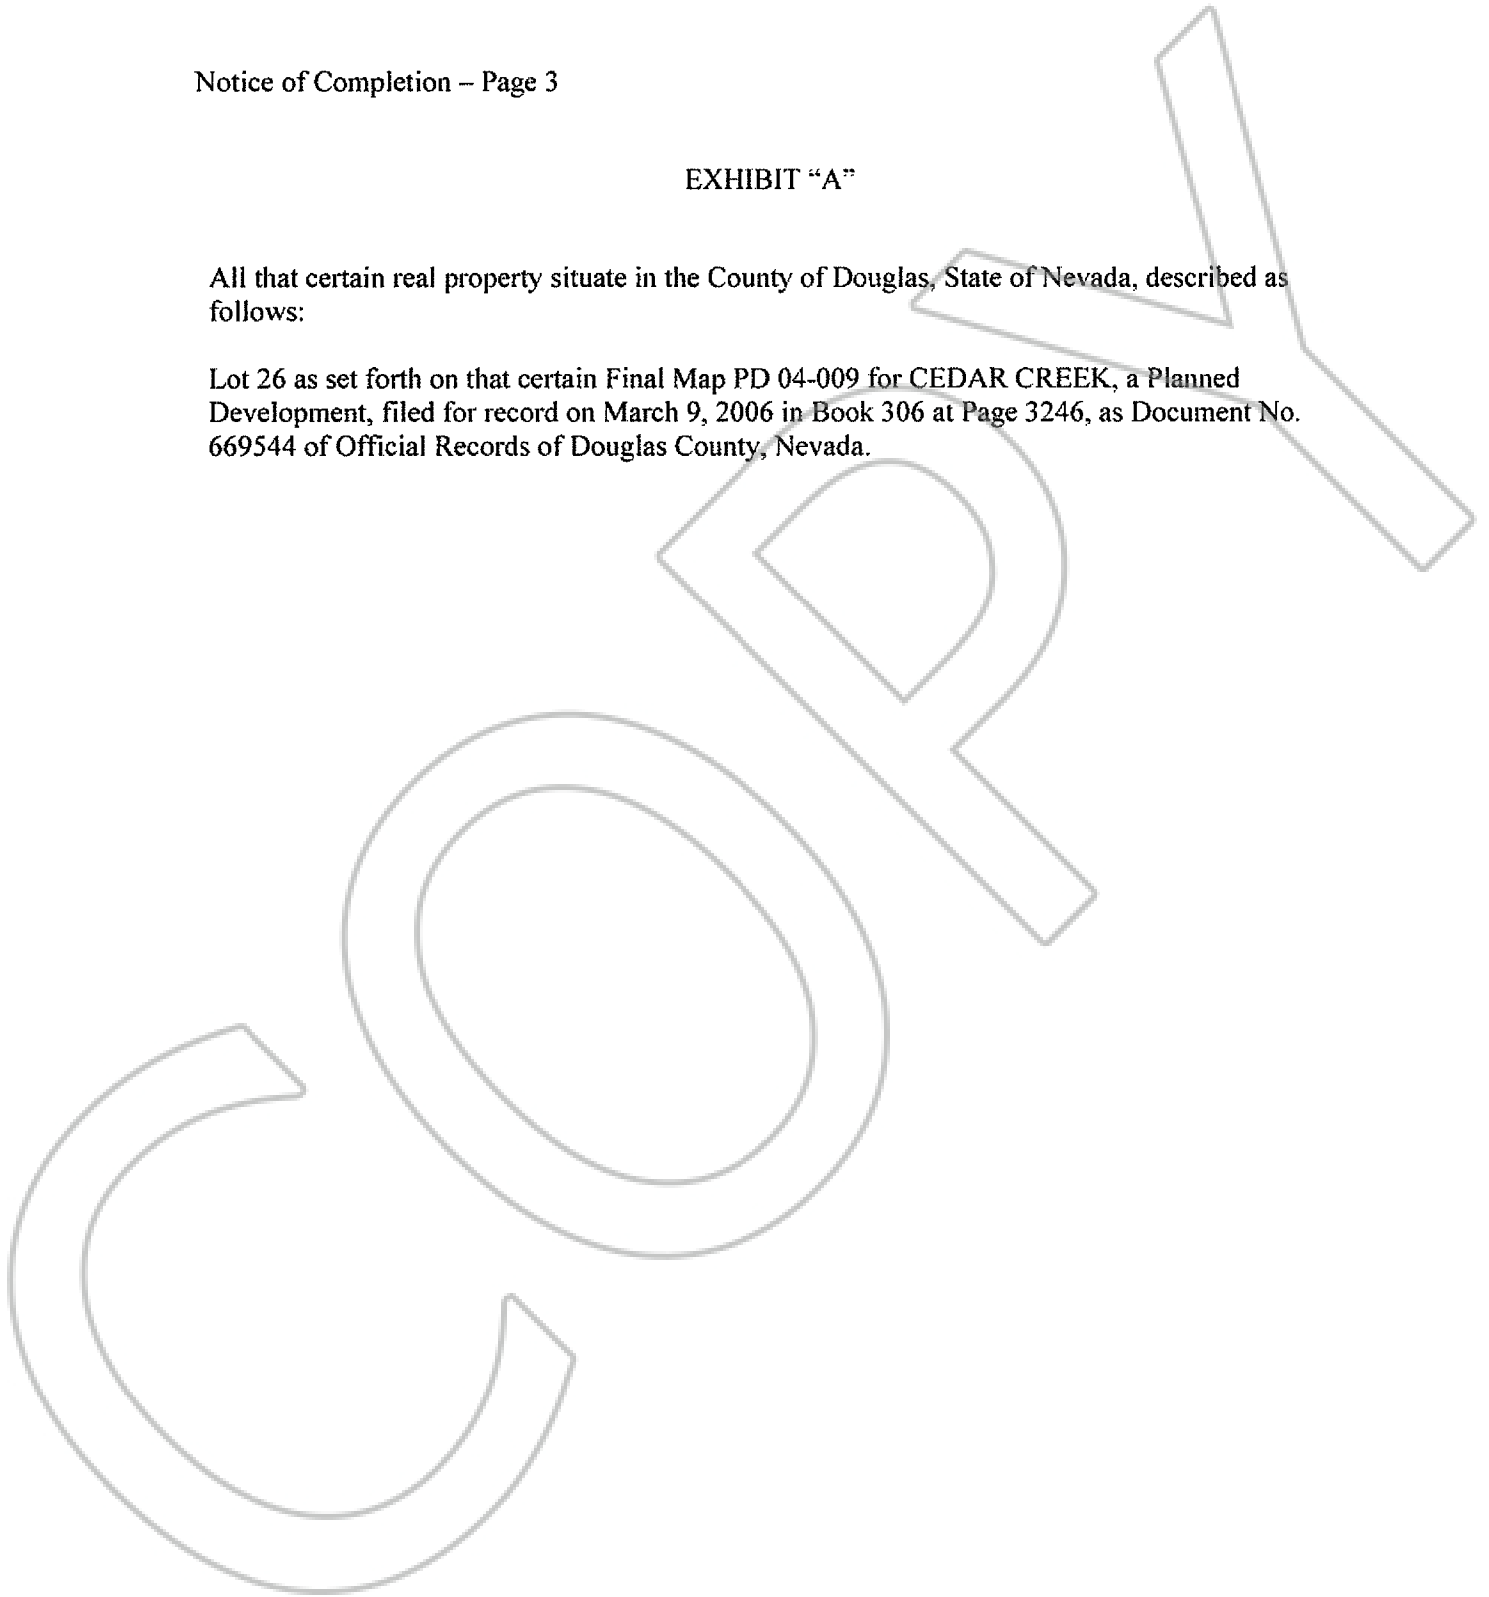 Notice of Completion – Page 3
EXHIBIT “A”
All that certain real property situate in the County of Douglas, State of Nevada, described as
follows:
Lot 26 as set forth on that certain Final Map PD 04-009 for CEDAR CREEK, a Planned
Development, filed for record on March 9, 2006 in Book 306 at Page 3246, as Document No.
669544 of Official Records of Douglas County, Nevada.
COPY